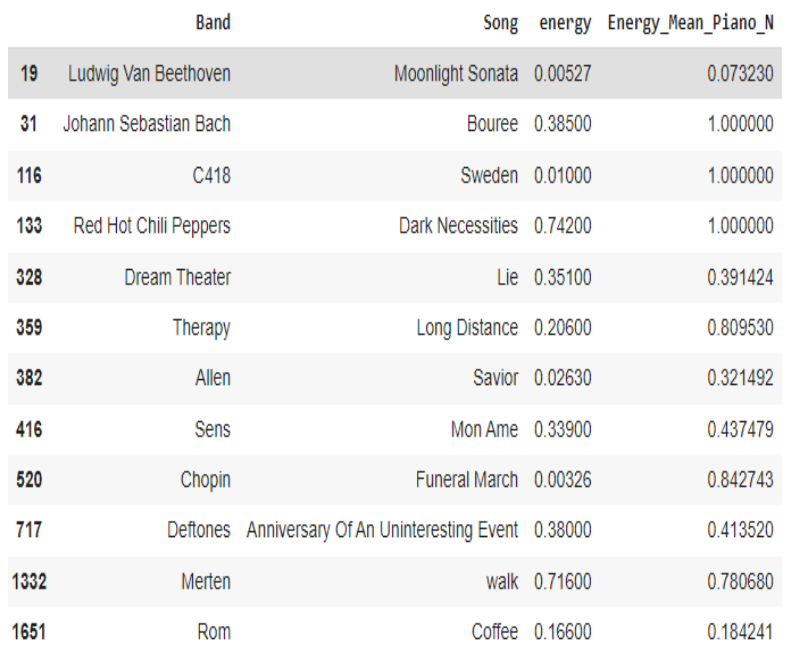 Band Song energy Energy_Mean_Piano_N
19 Ludwig Van Beethoven Moonlight Sonata 0.00527 0.073230
31 Johann Sebastian Bach Bouree 0.38500 1.000000
116 C418 Sweden 0.01000 1.000000
133 Red Hot Chili Peppers Dark Necessities 0.74200 1.000000
328 Dream Theater Lie 0.35100 0.391424
359 Therapy Long Distance 0.20600 0.809530
382 Allen Savior 0.02630 0.321492
416 Sens Mon Ame 0.33900 0.437479
520 Chopin Funeral March 0.00326 0.842743
717 Deftones Anniversary Of An Uninteresting Event 0.38000 0.413520
1332 Merten walk 0.71600 0.780680
1651 Rom Coffee 0.16600 0.184241